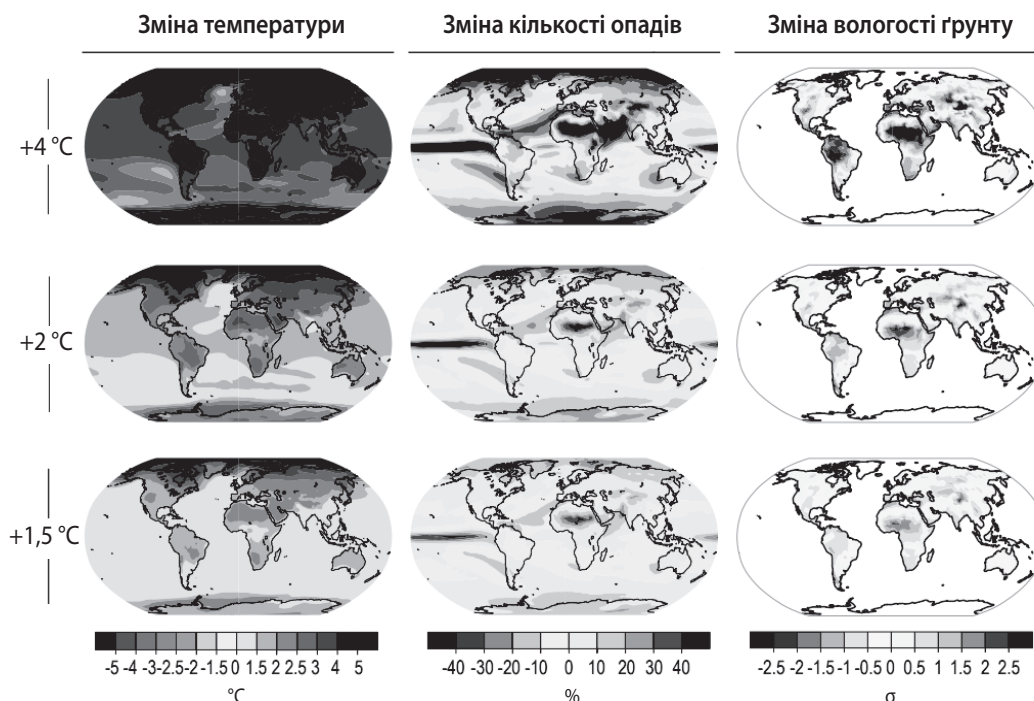 Зміна температури
Зміна кількості опадів
Зміна вологості ґрунту
+4 °C
+2 °C
+1,5 °C
-5 -4 -3 -2.5 -2 -1.5 0 1.5 2 2.5 3 4 5
°C
-40 -30 -20 -10 0 10 20 30 40
%
-2.5 -2 -1.5 -1 -0.5 0 0.5 1 1.5 2 2.5
σ